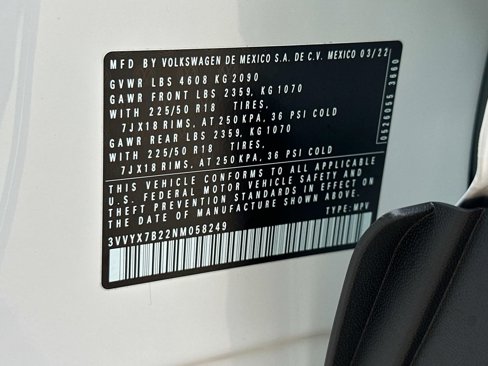 MFD BY VOLKSWAGEN DE MEXICO S.A. DE C.V. MEXICO 03/22
GVWR LBS 4608 KG 2090
GAWR FRONT LBS 2359, KG 1070
WITH 225/50 R18 TIRES,
7JX18 RIMS, AT 250 KPA, 36 PSI COLD
GAWR REAR LBS 2359, KG 1070
WITH 225/50 R18 TIRES,
7JX18 RIMS, AT 250 KPA, 36 PSI COLD
THIS VEHICLE CONFORMS TO ALL APPLICABLE
U.S. FEDERAL MOTOR VEHICLE SAFETY AND
THEFT PREVENTION STANDARDS IN EFFECT ON
THE DATE OF MANUFACTURE SHOWN ABOVE.
3VVYX7B22NM058249 TYPE: MPV
0526055 3660